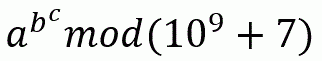 a^{b^c} mod(10^9 + 7)